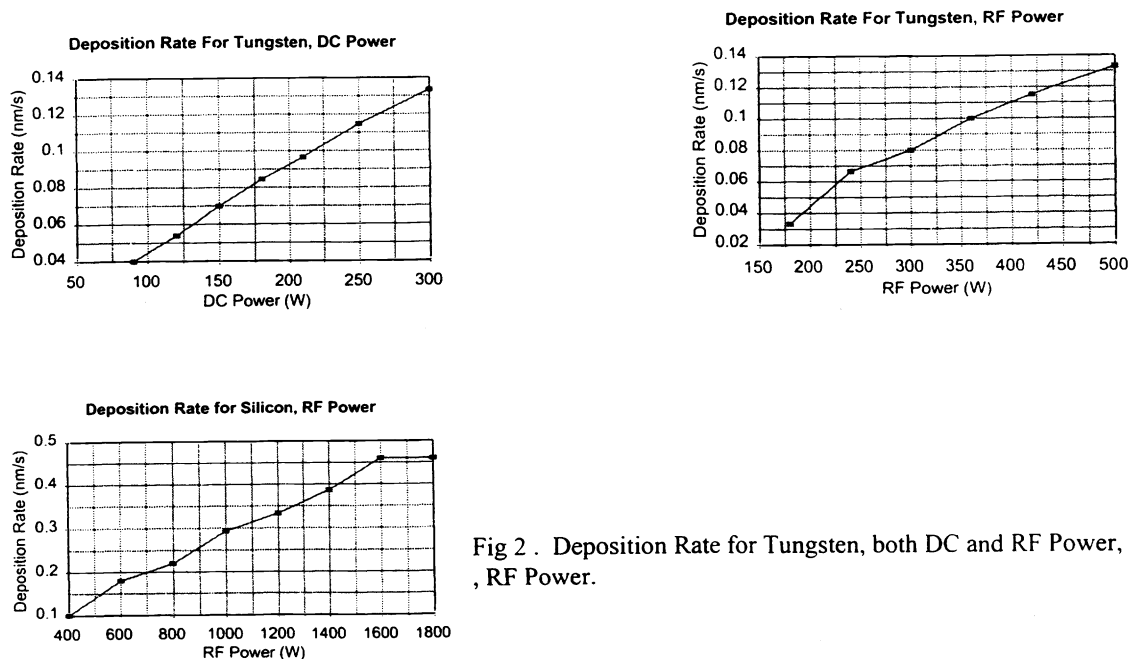 Deposition Rate For Tungsten, DC Power
Deposition Rate (nm/s)
0.14
0.12
0.1
0.08
0.06
0.04
50 100 150 200 250 300
DC Power (W)
Deposition Rate For Tungsten, RF Power
Deposition Rate (nm/s)
0.14
0.12
0.1
0.08
0.06
0.04
0.02
150 200 250 300 350 400 450 500
RF Power (W)
Deposition Rate for Silicon, RF Power
Deposition Rate (nm/s)
0.5
0.4
0.3
0.2
0.1
400 600 800 1000 1200 1400 1600 1800
RF Power (W)
Fig 2 . Deposition Rate for Tungsten, both DC and RF Power,
, RF Power.